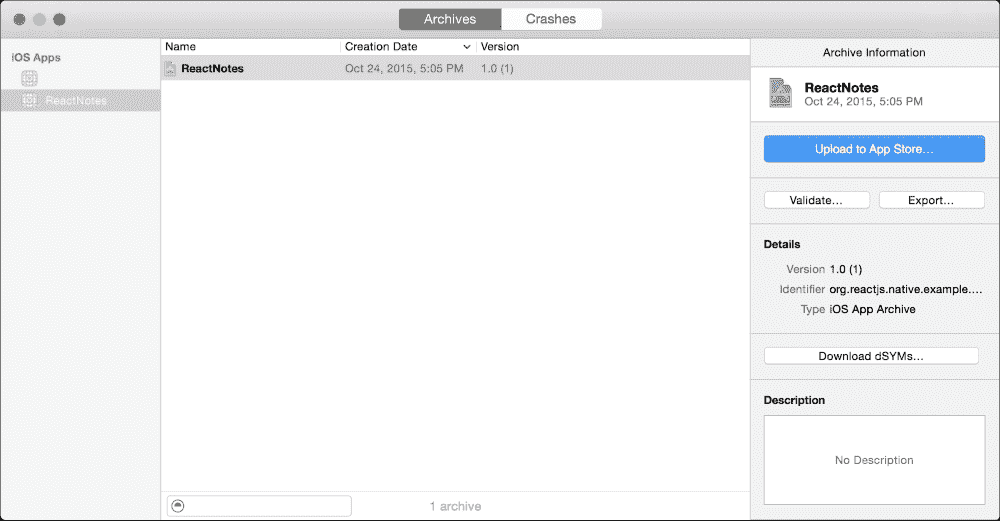 Archives Crashes
iOS Apps
ReactNotes
Name Creation Date Version
ReactNotes Oct 24, 2015, 5:05 PM 1.0 (1)
1 archive
Archive Information
ReactNotes
Oct 24, 2015, 5:05 PM
Upload to App Store...
Validate... Export...
Details
Version 1.0 (1)
Identifier org.reactjs.native.example....
Type iOS App Archive
Download dSYMs...
Description
No Description